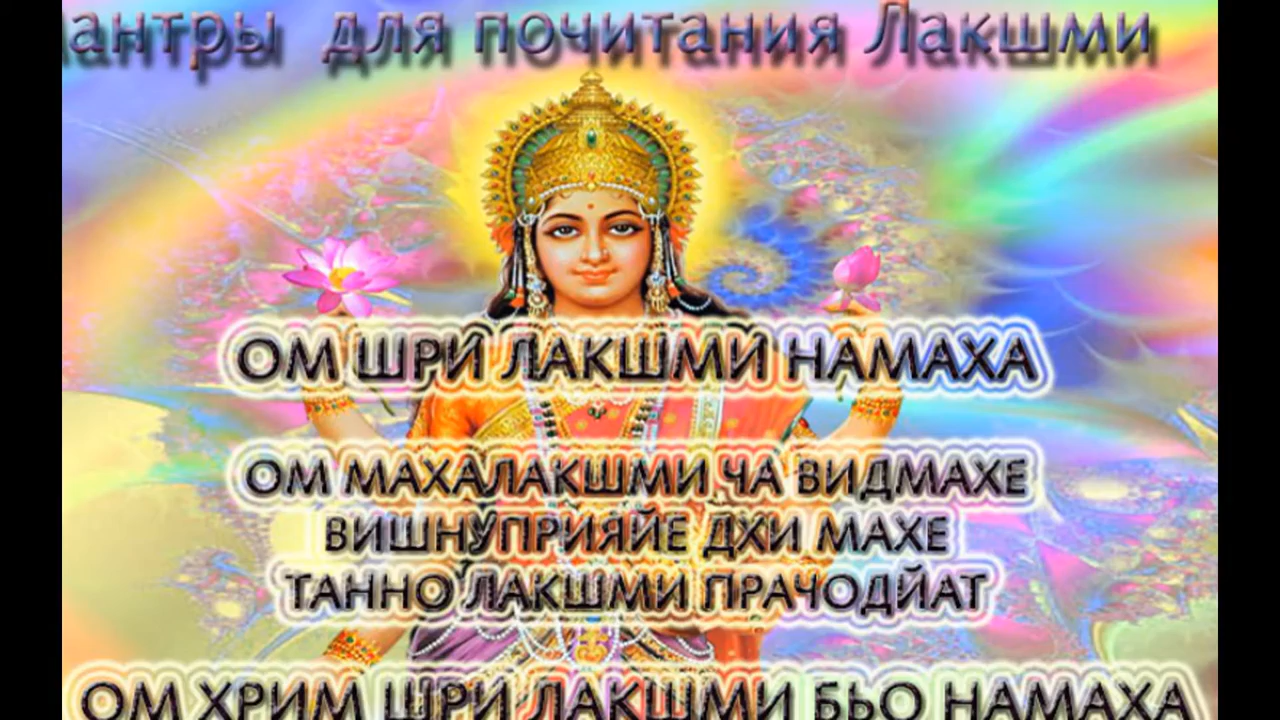 Мантры для почитания Лакшми
ОМ ШРИ ЛАКШМИ НАМАХА
ОМ МАХАЛАКШМИ ЧА ВИДМАХЕ
ВИШНУПРИЯЙЕ ДХИ МАХЕ
ТАННО ЛАКШМИ ПРАЧОДЙАТ
ОМ ХРИМ ШРИ ЛАКШМИ БЬО НАМАХА